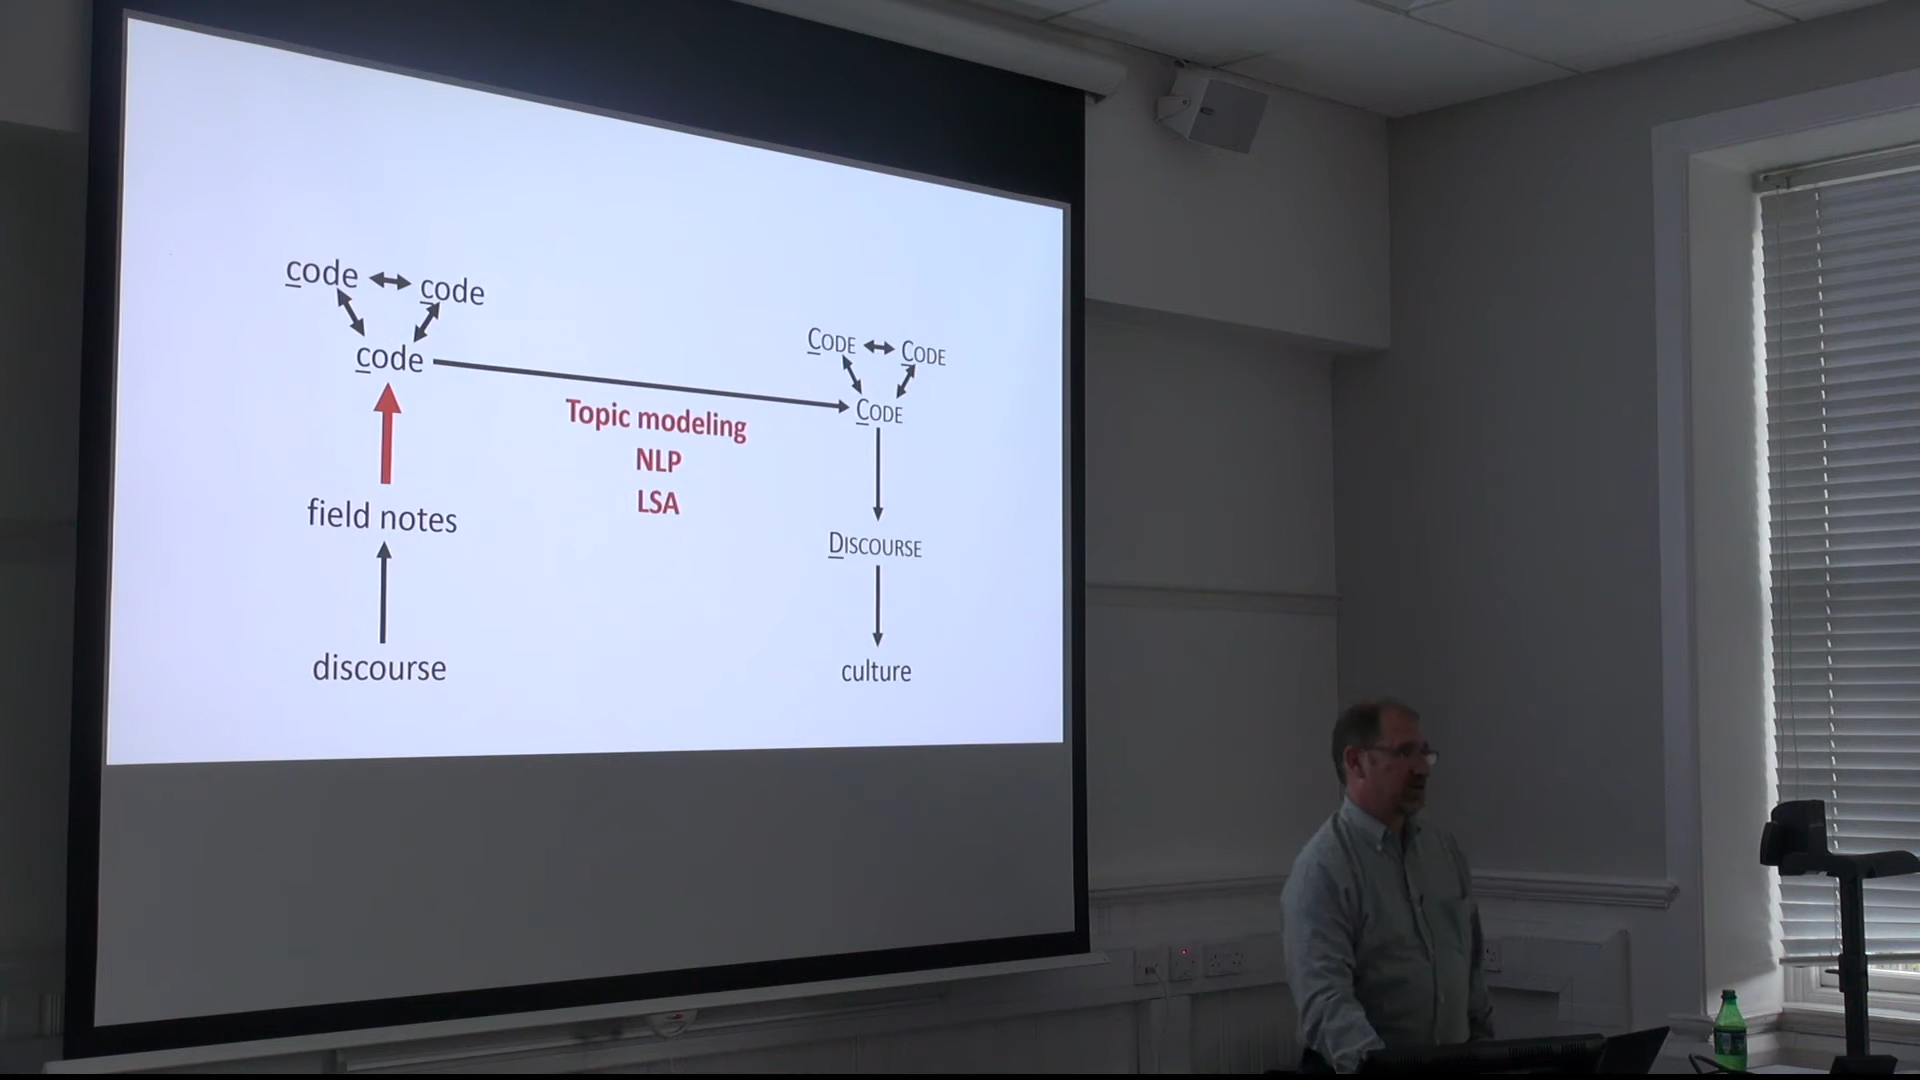 code code
code
field notes
discourse
Topic modeling
NLP
LSA
CODE CODE
CODE
DISCOURSE
culture